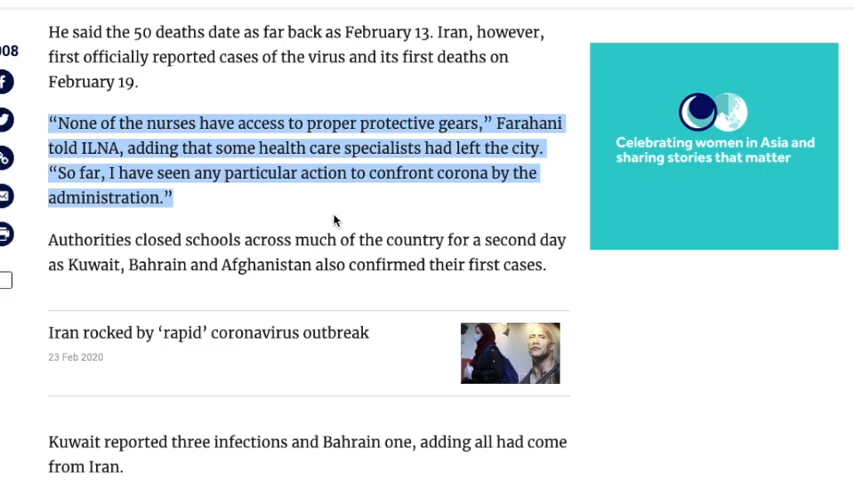 He said the 50 deaths date as far back as February 13. Iran, however,
first officially reported cases of the virus and its first deaths on
February 19.
008
“None of the nurses have access to proper protective gears,” Farahani
told ILNA, adding that some health care specialists had left the city.
“So far, I have seen any particular action to confront corona by the
administration.”
Authorities closed schools across much of the country for a second day
as Kuwait, Bahrain and Afghanistan also confirmed their first cases.
Iran rocked by ‘rapid’ coronavirus outbreak
23 Feb 2020
Kuwait reported three infections and Bahrain one, adding all had come
from Iran.
Celebrating women in Asia and
sharing stories that matter